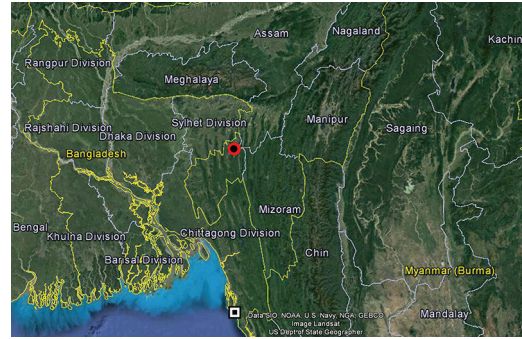 Nagaland
Assam
Kachin
Rangpur Division
Meghalaya
Sylhet Division
Manipur
Sagaing
Rajshahi Division
Dhaka Division
Bangladesh
Mizoram
Bengal
Khulna Division
Chittagong Division
Chin
Barisal Division
Myanmar (Burma)
Mandalay
Data SIO, NOAA, U.S. Navy, NGA, GEBCO
Image Landsat
US Dept of State Geographer